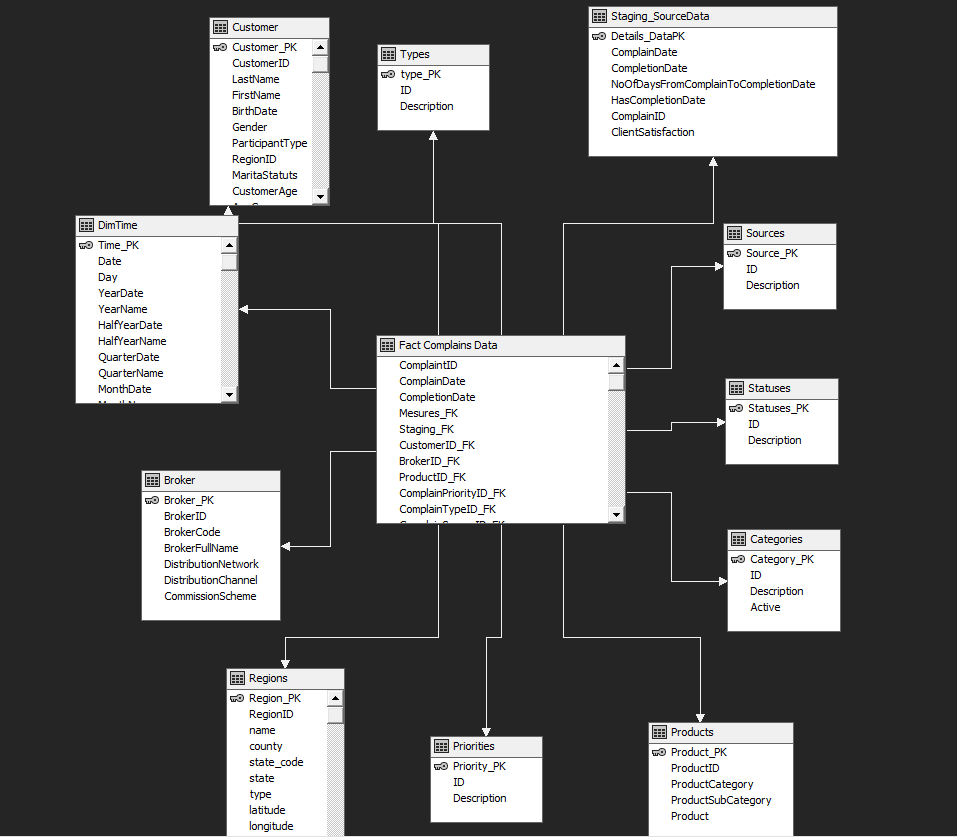 Customer
Customer_PK
CustomerID
LastName
FirstName
BirthDate
Gender
ParticipantType
RegionID
MaritaStatuts
CustomerAge
Types
type_PK
ID
Description
Staging_SourceData
Details_DataPK
ComplainDate
CompletionDate
NoOfDaysFromComplainToCompletionDate
HasCompletionDate
ComplainID
ClientSatisfaction
DimTime
Time_PK
Date
Day
YearDate
YearName
HalfYearDate
HalfYearName
QuarterDate
QuarterName
MonthDate
Sources
Source_PK
ID
Description
Fact Complains Data
ComplaintID
ComplainDate
CompletionDate
Mesures_FK
Staging_FK
CustomerID_FK
BrokerID_FK
ProductID_FK
ComplainPriorityID_FK
ComplainTypeID_FK
Statuses
Statuses_PK
ID
Description
Broker
Broker_PK
BrokerID
BrokerCode
BrokerFullName
DistributionNetwork
DistributionChannel
CommissionScheme
Categories
Category_PK
ID
Description
Active
Regions
Region_PK
RegionID
name
county
state_code
state
type
latitude
longitude
Priorities
Priority_PK
ID
Description
Products
Product_PK
ProductID
ProductCategory
ProductSubCategory
Product